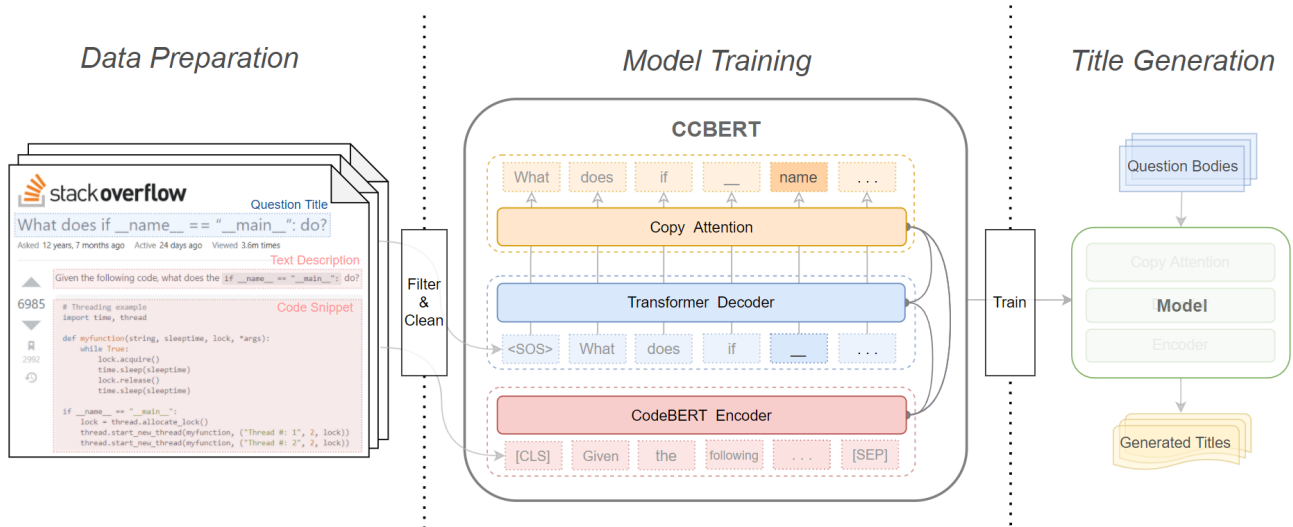 Data Preparation
Model Training
Title Generation
stackoverflow
Question Title
What does if __name__ == "__main__": do?
Asked 12 years, 7 months ago Active 24 days ago Viewed 3.6m times
Text Description
Given the following code, what does the if __name__ == "__main__": do?
6985
2992
Code Snippet
# Threading example
import time, thread
def myfunction(string, sleeptime, lock, *args):
while True:
lock.acquire()
time.sleep(sleeptime)
lock.release()
time.sleep(sleeptime)
if __name__ == "__main__":
lock = thread.allocate_lock()
thread.start_new_thread(myfunction, ("Thread #: 1", 2, lock))
thread.start_new_thread(myfunction, ("Thread #: 2", 2, lock))
Filter
&
Clean
CCBERT
What does if __ name ...
Copy Attention
Transformer Decoder
<SOS> What does if __ ...
CodeBERT Encoder
[CLS] Given the following ... [SEP]
Train
Question Bodies
Copy Attention
Model
Encoder
Generated Titles